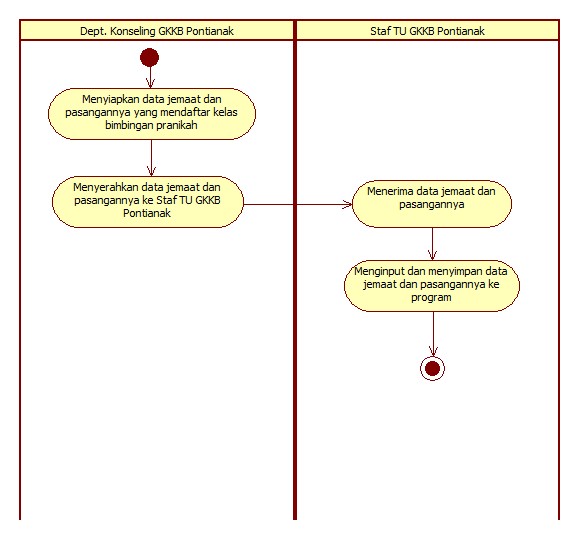 Dept. Konseling GKKB Pontianak
Staf TU GKKB Pontianak
Menyiapkan data jemaat dan
pasangannya yang mendaftar kelas
bimbingan pranikah
Menyerahkan data jemaat dan
pasangannya ke Staf TU GKKB
Pontianak
Menerima data jemaat dan
pasangannya
Menginput dan menyimpan data
jemaat dan pasangannya ke
program